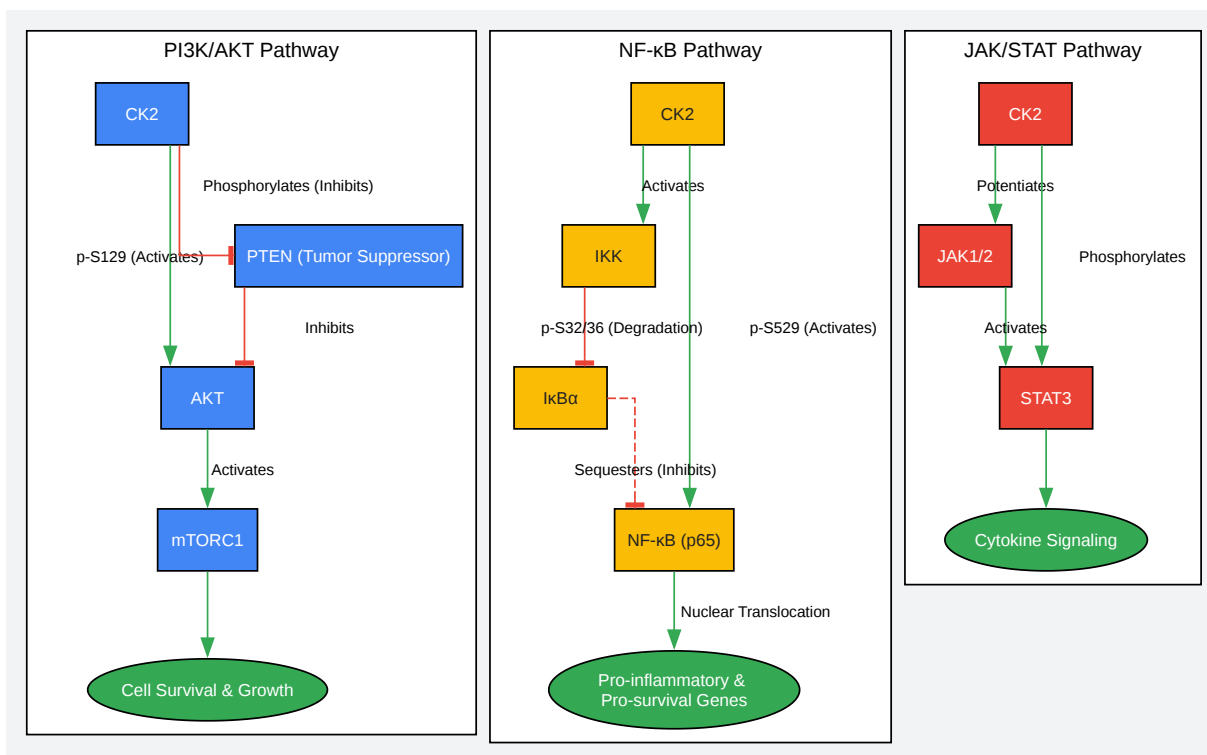 PI3K/AKT Pathway
CK2
Phosphorylates (Inhibits)
p-S129 (Activates)
PTEN (Tumor Suppressor)
Inhibits
AKT
Activates
mTORC1
Cell Survival & Growth
NF-κB Pathway
CK2
Activates
IKK
p-S32/36 (Degradation)
p-S529 (Activates)
IκBα
Sequesters (Inhibits)
NF-κB (p65)
Nuclear Translocation
Pro-inflammatory &
Pro-survival Genes
JAK/STAT Pathway
CK2
Potentiates
JAK1/2
Phosphorylates
Activates
STAT3
Cytokine Signaling